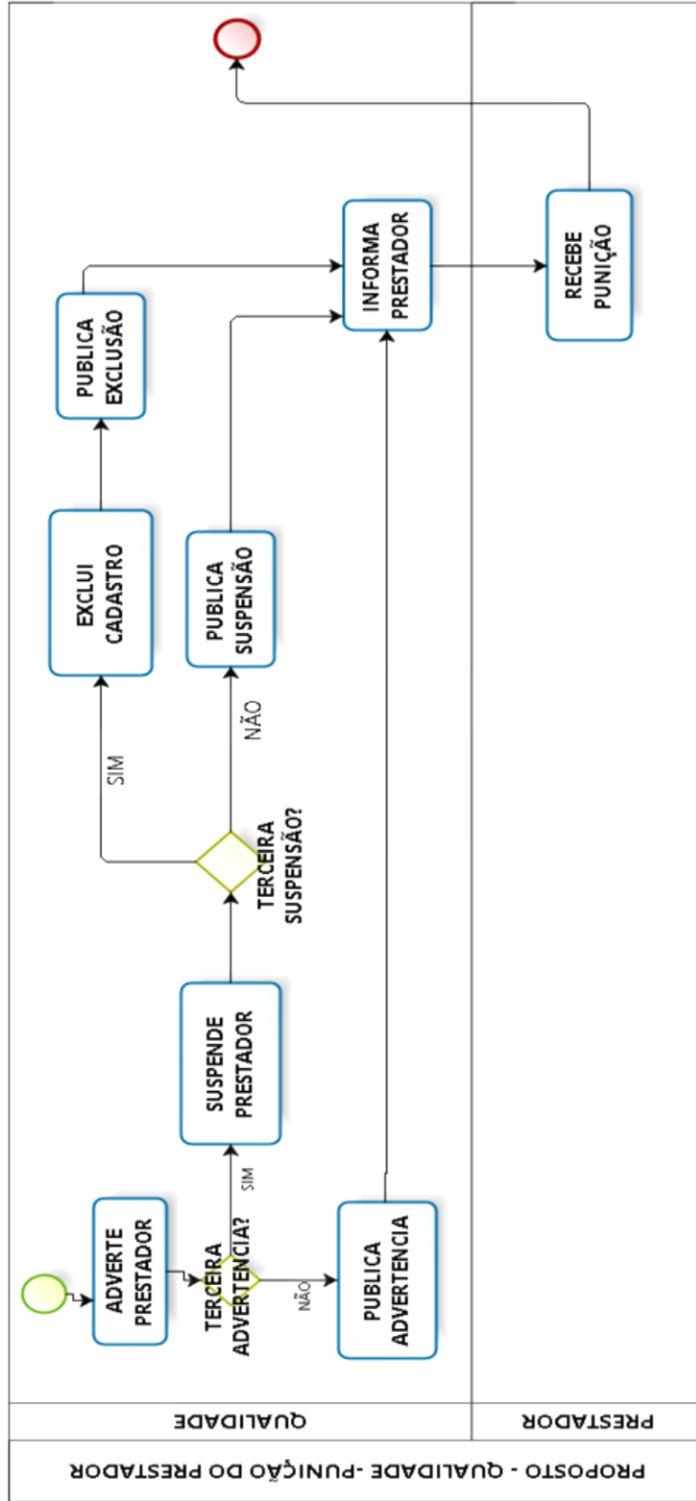 PROPOSTO - QUALIDADE -PUNIÇÃO DO PRESTADOR
QUALIDADE
ADVERTE
PRESTADOR
TERCEIRA
ADVERTENCIA?
SIM
NÃO
PUBLICA
ADVERTENCIA
SUSPENDE
PRESTADOR
TERCEIRA
SUSPENSÃO?
SIM
NÃO
EXCLUI
CADASTRO
PUBLICA
SUSPENSÃO
PUBLICA
EXCLUSÃO
INFORMA
PRESTADOR
PRESTADOR
RECEBE
PUNIÇÃO